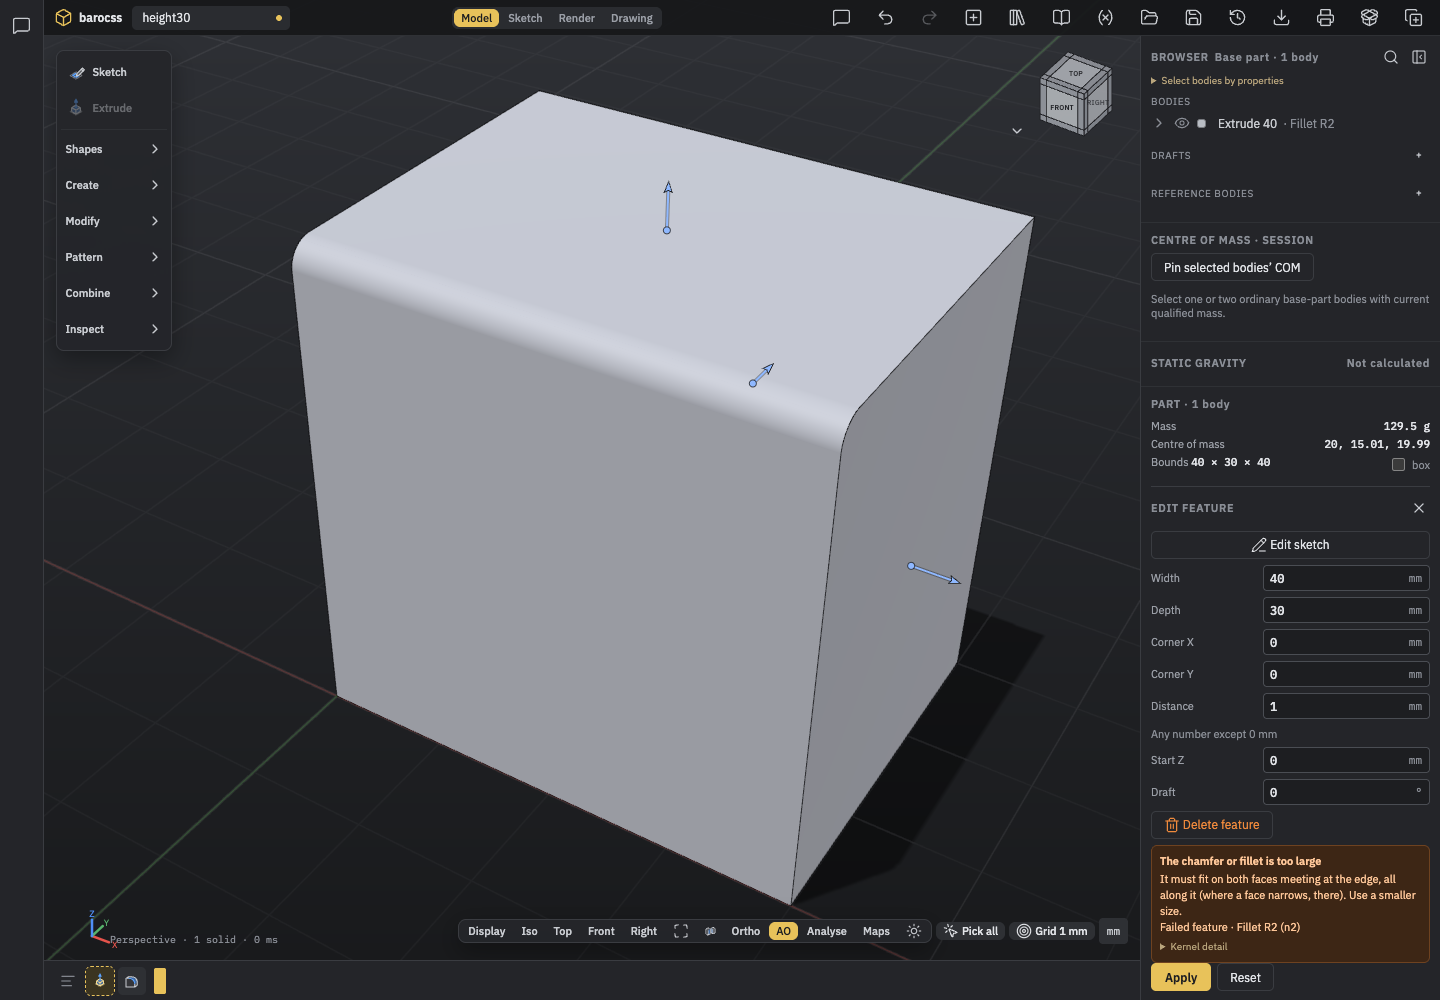 barocss
height30
Model
Sketch
Render
Drawing
Sketch
Extrude
Shapes
Create
Modify
Pattern
Combine
Inspect
TOP
FRONT
RIGHT
BROWSER Base part · 1 body
Select bodies by properties
BODIES
Extrude 40 · Fillet R2
DRAFTS
+
REFERENCE BODIES
+
CENTRE OF MASS · SESSION
Pin selected bodies’ COM
Select one or two ordinary base-part bodies with current
qualified mass.
STATIC GRAVITY Not calculated
PART · 1 body
Mass 129.5 g
Centre of mass 20, 15.01, 19.99
Bounds 40 × 30 × 40 box
EDIT FEATURE
Edit sketch
Width 40 mm
Depth 30 mm
Corner X 0 mm
Corner Y 0 mm
Distance 1 mm
Any number except 0 mm
Start Z 0 mm
Draft 0 °
Delete feature
The chamfer or fillet is too large
It must fit on both faces meeting at the edge, all
along it (where a face narrows, there). Use a smaller
size.
Failed feature · Fillet R2 (n2)
Kernel detail
Apply Reset
Z
Y
X
Perspective · 1 solid · 0 ms
Display Iso Top Front Right Ortho AO Analyse Maps Pick all Grid 1 mm mm